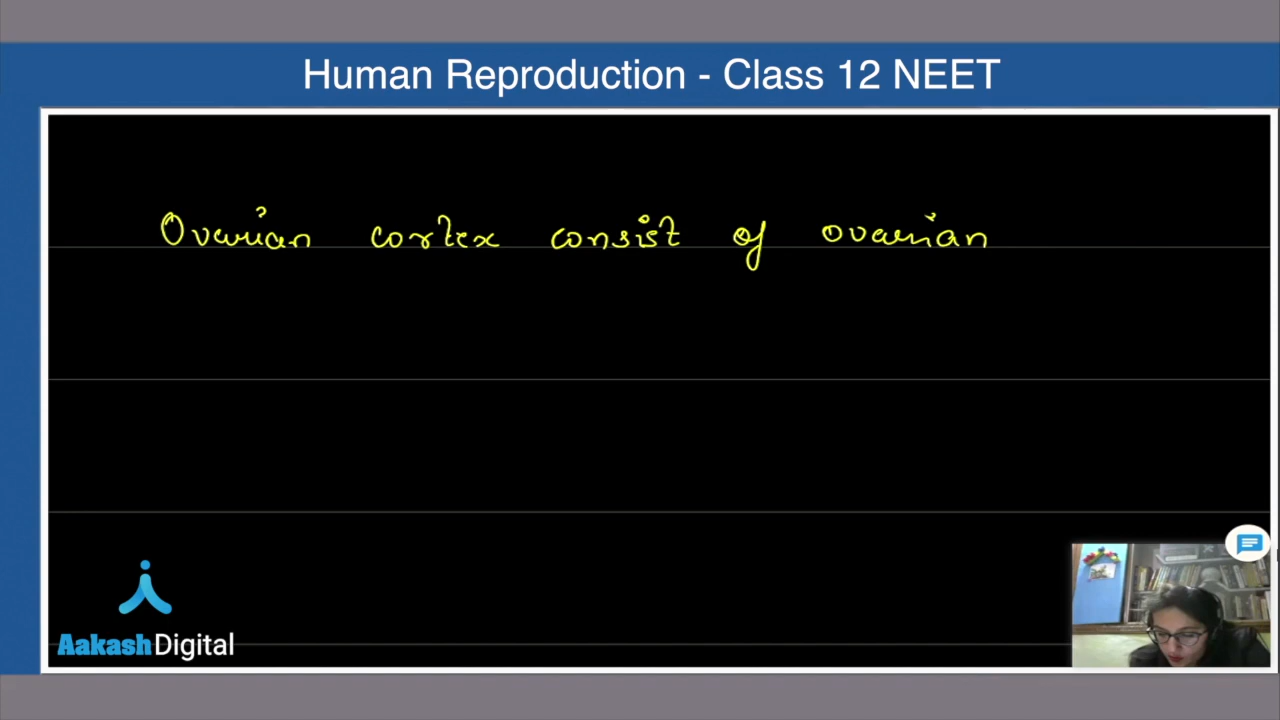 Human Reproduction - Class 12 NEET
Ovarian cortex consist of ovarian
Aakash Digital